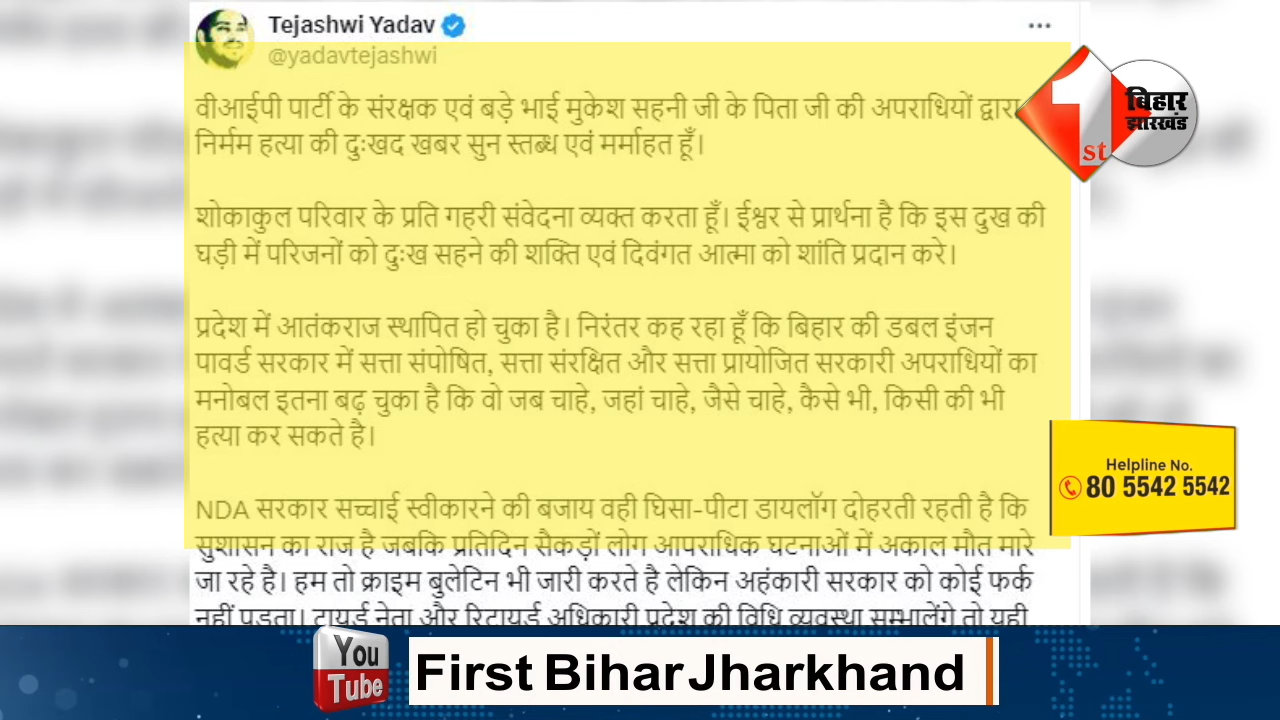 Tejashwi Yadav
@yadavtejashwi
वीआईपी पार्टी के संरक्षक एवं बड़े भाई मुकेश सहनी जी के पिता जी की अपराधियों द्वारा
निर्मम हत्या की दुःखद खबर सुन स्तब्ध एवं मर्माहत हूँ।
शोकाकुल परिवार के प्रति गहरी संवेदना व्यक्त करता हूँ। ईश्वर से प्रार्थना है कि इस दुख की
घड़ी में परिजनों को दुःख सहने की शक्ति एवं दिवंगत आत्मा को शांति प्रदान करे।
प्रदेश में आतंकराज स्थापित हो चुका है। निरंतर कह रहा हूँ कि बिहार की डबल इंजन
पावर्ड सरकार में सत्ता संपोषित, सत्ता संरक्षित और सत्ता प्रायोजित सरकारी अपराधियों का
मनोबल इतना बढ़ चुका है कि वो जब चाहे, जहां चाहे, जैसे चाहे, कैसे भी, किसी की भी
हत्या कर सकते है।
NDA सरकार सच्चाई स्वीकारने की बजाय वही घिसा-पीटा डायलॉग दोहरती रहती है कि
सुशासन का राज है जबकि प्रतिदिन सैकड़ों लोग आपराधिक घटनाओं में अकाल मौत मारे
जा रहे है। हम तो क्राइम बुलेटिन भी जारी करते है लेकिन अहंकारी सरकार को कोई फर्क
नहीं पड़ता। टायर्ड नेता और रिटायर्ड अधिकारी प्रदेश की विधि व्यवस्था सम्भालेंगे तो यही
1st
बिहार
झारखंड
Helpline No.
80 5542 5542
You
Tube
First Bihar Jharkhand